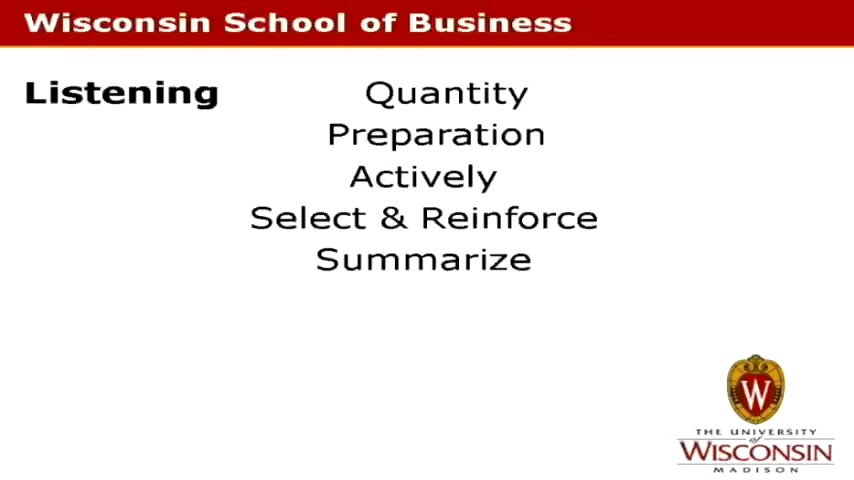 Wisconsin School of Business
Listening Quantity
Preparation
Actively
Select & Reinforce
Summarize
W
THE UNIVERSITY
of
WISCONSIN
MADISON